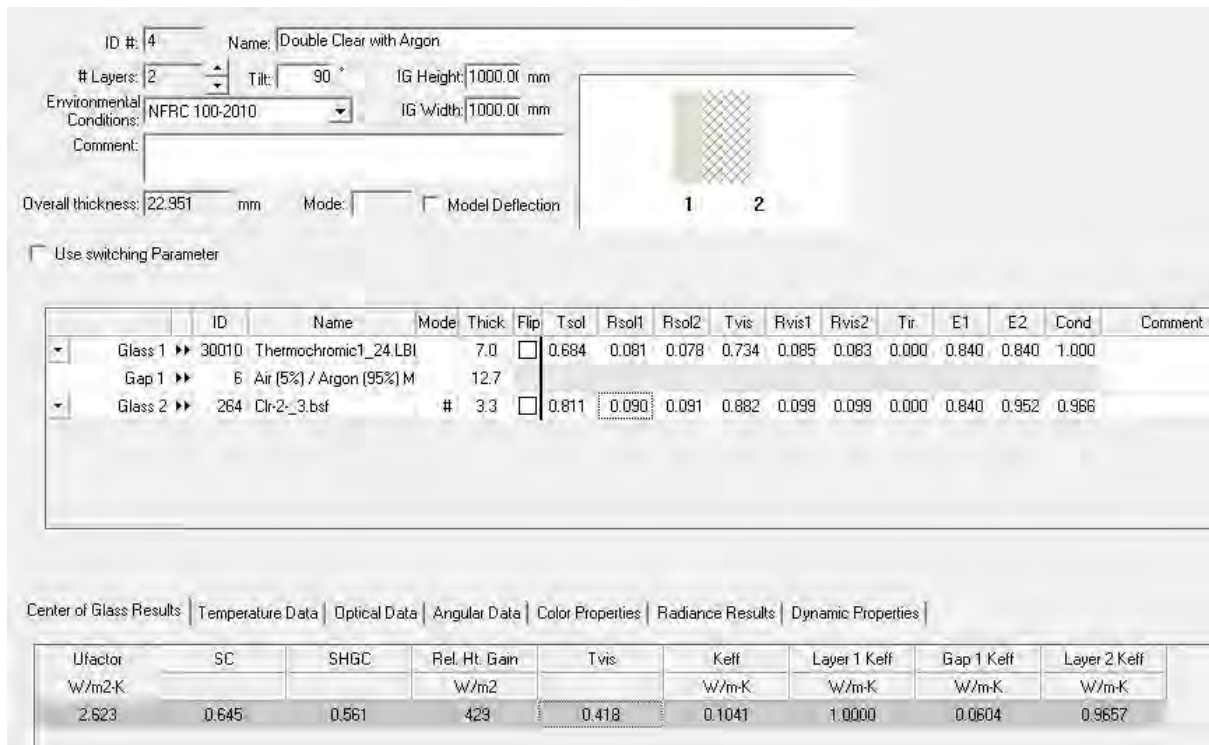 ID #: 4 Name: Double Clear with Argon
# Layers: 2 Tilt: 90 ° IG Height: 1000.00 mm
Environmental Conditions: NFRC 100-2010 IG Width: 1000.00 mm
Comment:
Overall thickness: 22.951 mm Mode: Model Deflection
1 2
Use switching Parameter
ID Name Mode Thick Flip Tsol Rsol1 Rsol2 Tvis Rvis1 Rvis2 Tir E1 E2 Cond Comment
Glass 1 30010 Thermochromic1_24.LBI 7.0 0.684 0.081 0.078 0.734 0.085 0.083 0.000 0.840 0.840 1.000
Gap 1 6 Air (5%) / Argon (95%) M 12.7
Glass 2 264 Clr-2-_3.bsf # 3.3 0.811 0.090 0.091 0.882 0.099 0.099 0.000 0.840 0.952 0.966
Center of Glass Results Temperature Data Optical Data Angular Data Color Properties Radiance Results Dynamic Properties
Ufactor SC SHGC Rel. Ht. Gain Tvis Keff Layer 1 Keff Gap 1 Keff Layer 2 Keff
W/m2-K W/m2 W/m-K W/m-K W/m-K W/m-K
2.623 0.645 0.561 429 0.418 0.1041 1.0000 0.0604 0.9657